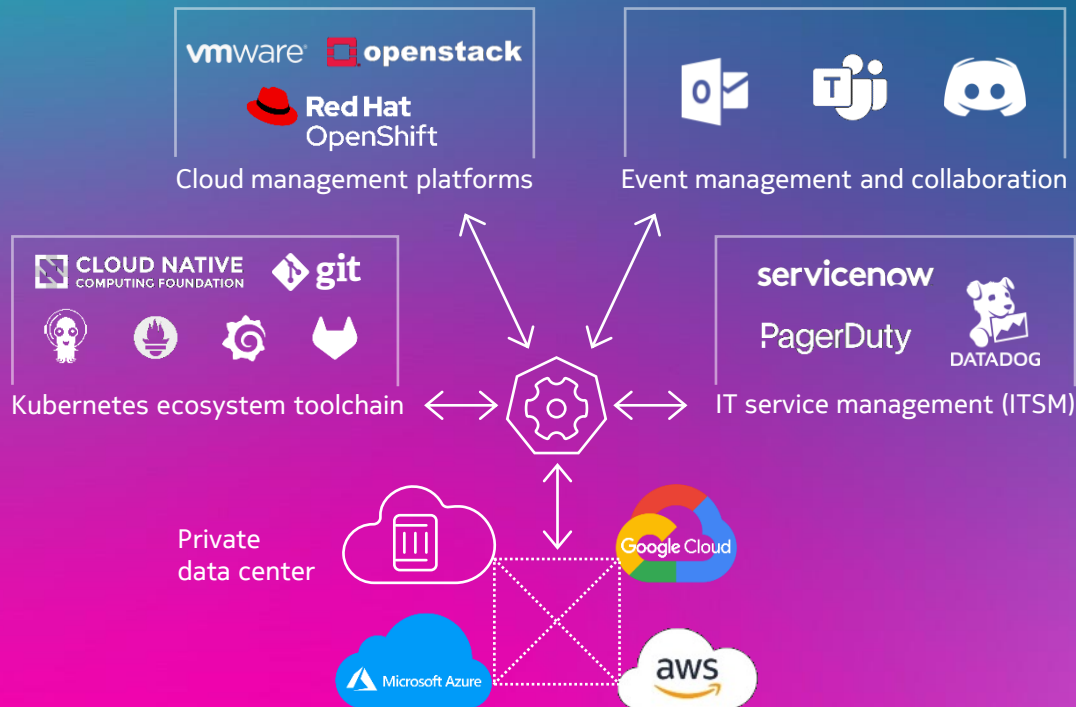 vmware®
openstack
Red Hat
OpenShift
Cloud management platforms
O
T
Event management and collaboration
CLOUD NATIVE
COMPUTING FOUNDATION
git
Kubernetes ecosystem toolchain
servicenow
PagerDuty
DATADOG
IT service management (ITSM)
Private
data center
Google Cloud
Microsoft Azure
aws